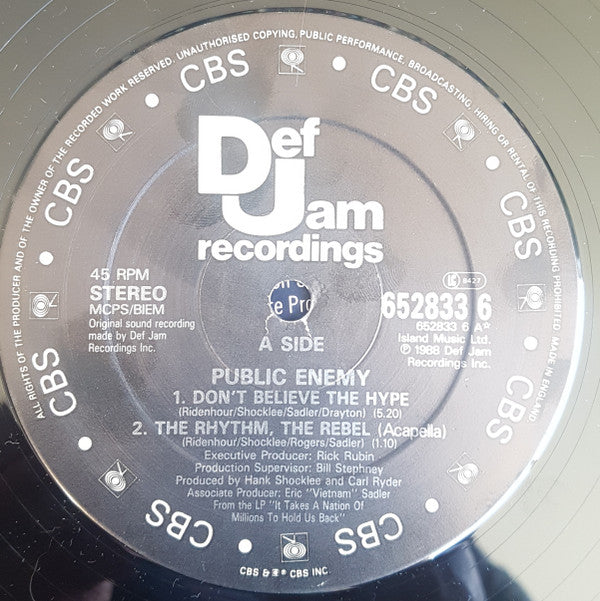 ALL RIGHTS OF THE PRODUCER AND OF THE OWNER OF THE RECORDED WORK RESERVED. UNAUTHORISED COPYING, PUBLIC PERFORMANCE, BROADCASTING, HIRING OR RENTAL OF THIS RECORDING PROHIBITED. MADE IN ENGLAND
CBS
CBS
CBS
CBS
CBS
CBS
CBS
CBS
Def
Jam
recordings
45 RPM
STEREO
MCPS/BIEM
Original sound recording
made by Def Jam
Recordings Inc.
e Pro
K 8427
652833 6
652833 6 A
Island Music Ltd.
℗ 1988 Def Jam
Recordings Inc.
A SIDE
PUBLIC ENEMY
1. DON'T BELIEVE THE HYPE
(Ridenhour/Shocklee/Sadler/Drayton) (5.20)
2. THE RHYTHM, THE REBEL (Acapella)
(Ridenhour/Shocklee/Rogers/Sadler) (1.10)
Executive Producer: Rick Rubin
Production Supervisor: Bill Stephney
Produced by Hank Shocklee and Carl Ryder
Associate Producer: Eric "Vietnam" Sadler
From the LP "It Takes A Nation Of
Millions To Hold Us Back"
CBS & CBS INC.